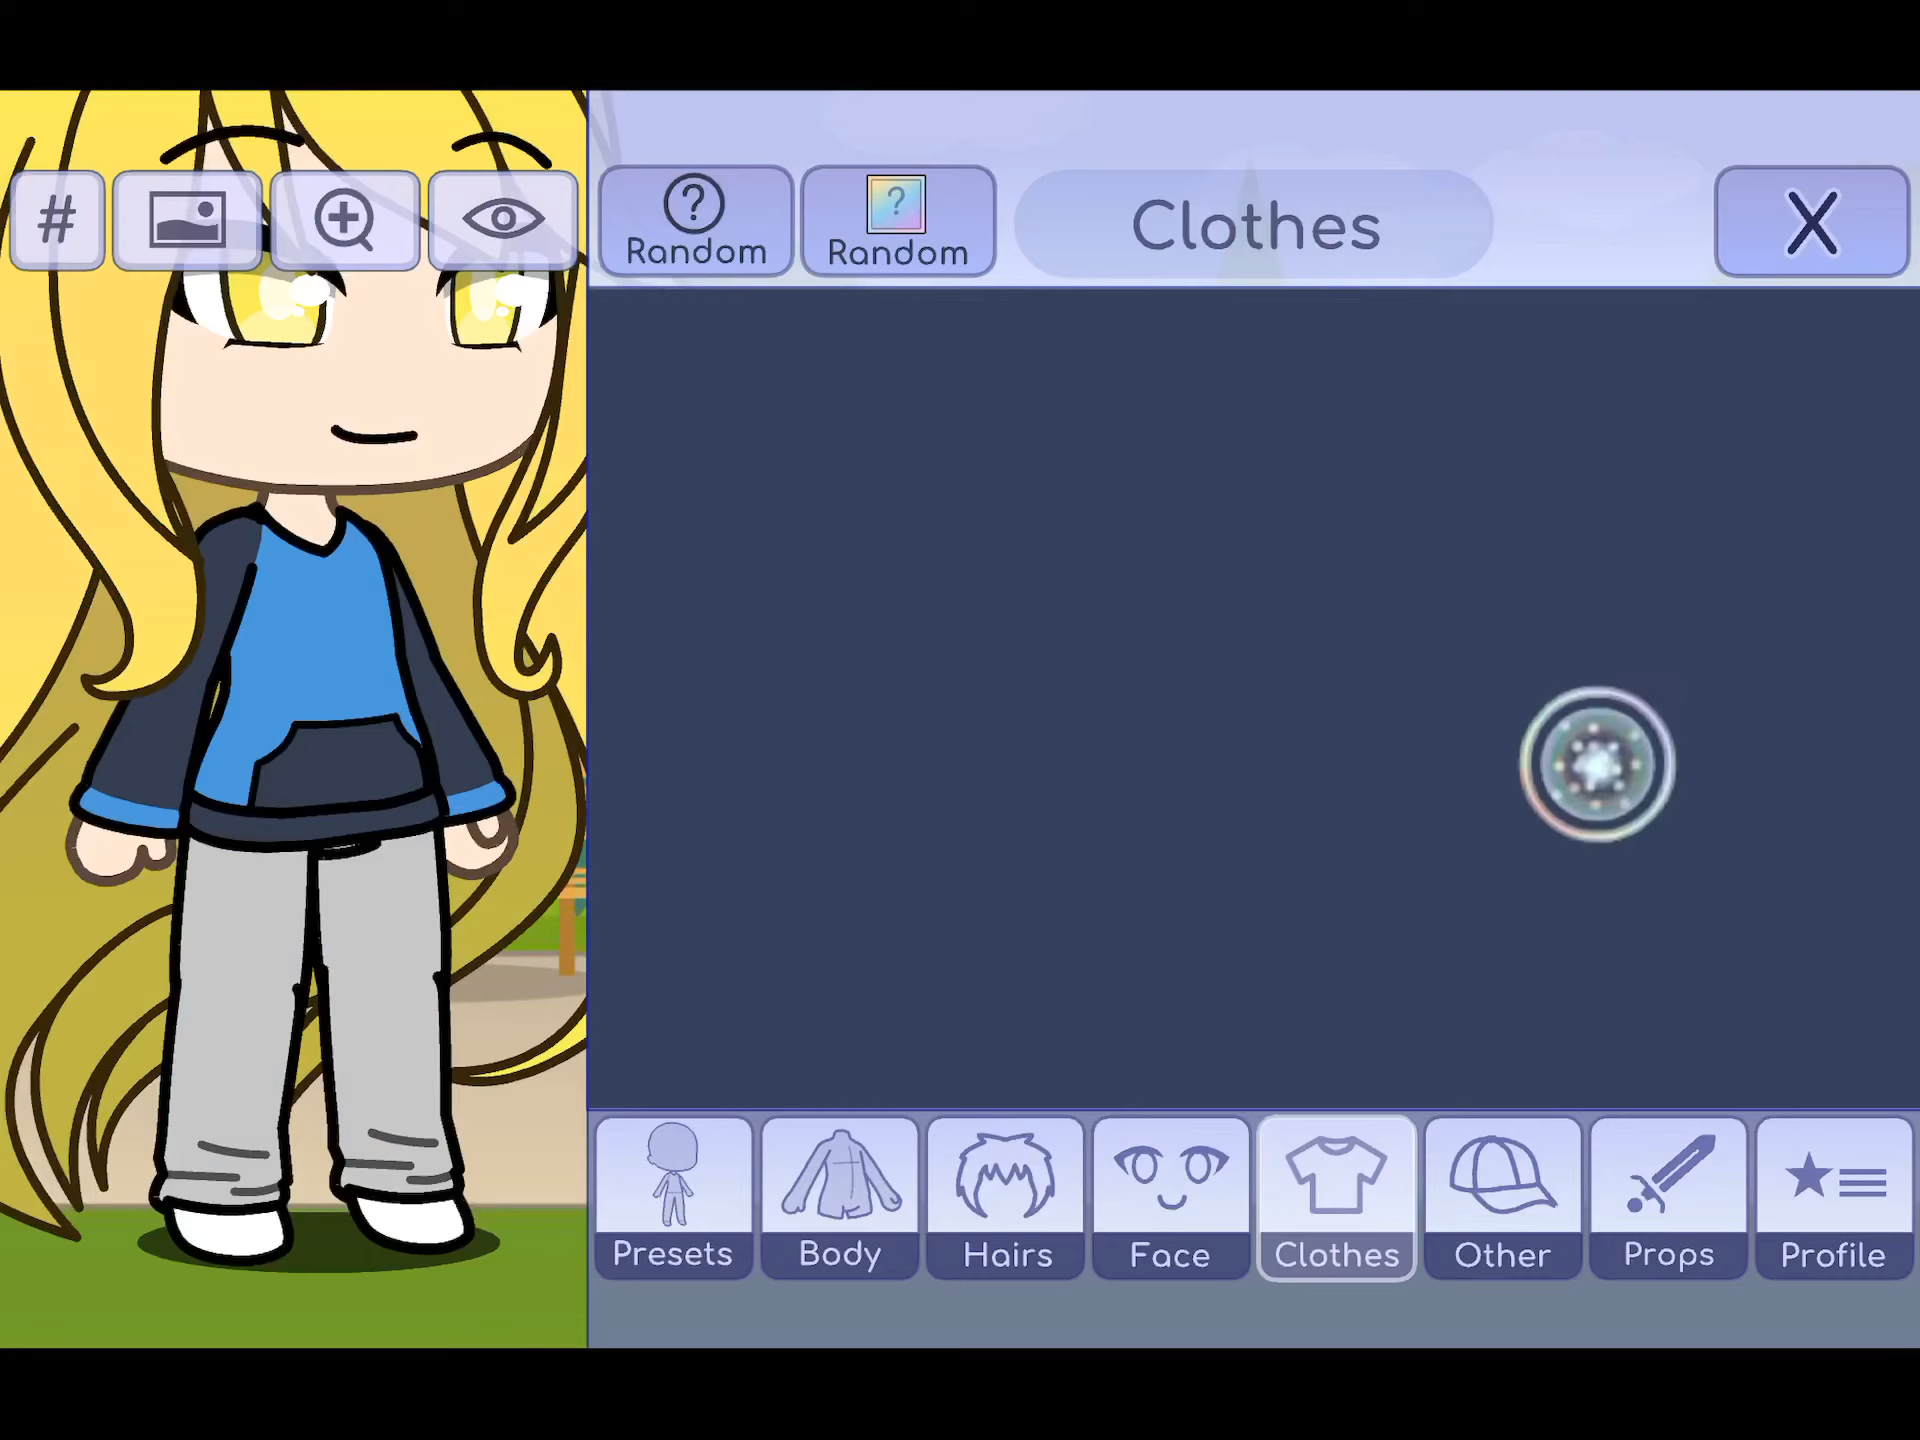 #
? Random
? Random
Clothes
X
Presets
Body
Hairs
Face
Clothes
Other
Props
Profile